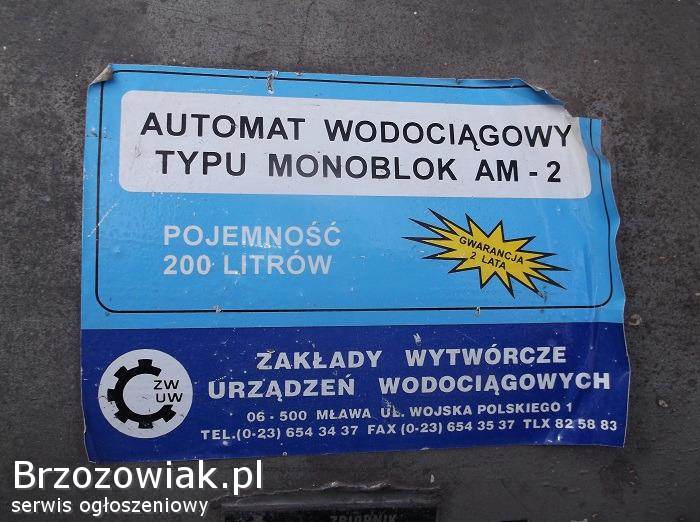 AUTOMAT WODOCIĄGOWY
TYPU MONOBLOK AM - 2
POJEMNOŚĆ
200 LITRÓW
GWARANCJA
2 LATA
ZW
UW
ZAKŁADY WYTWÓRCZE
URZĄDZEŃ WODOCIĄGOWYCH
06 - 500 MŁAWA UL. WOJSKA POLSKIEGO 1
TEL.(0-23) 654 34 37 FAX (0-23) 654 35 37 TLX 82 58 83
Brzozowiak.pl
serwis ogłoszeniowy
ZBIORNIK